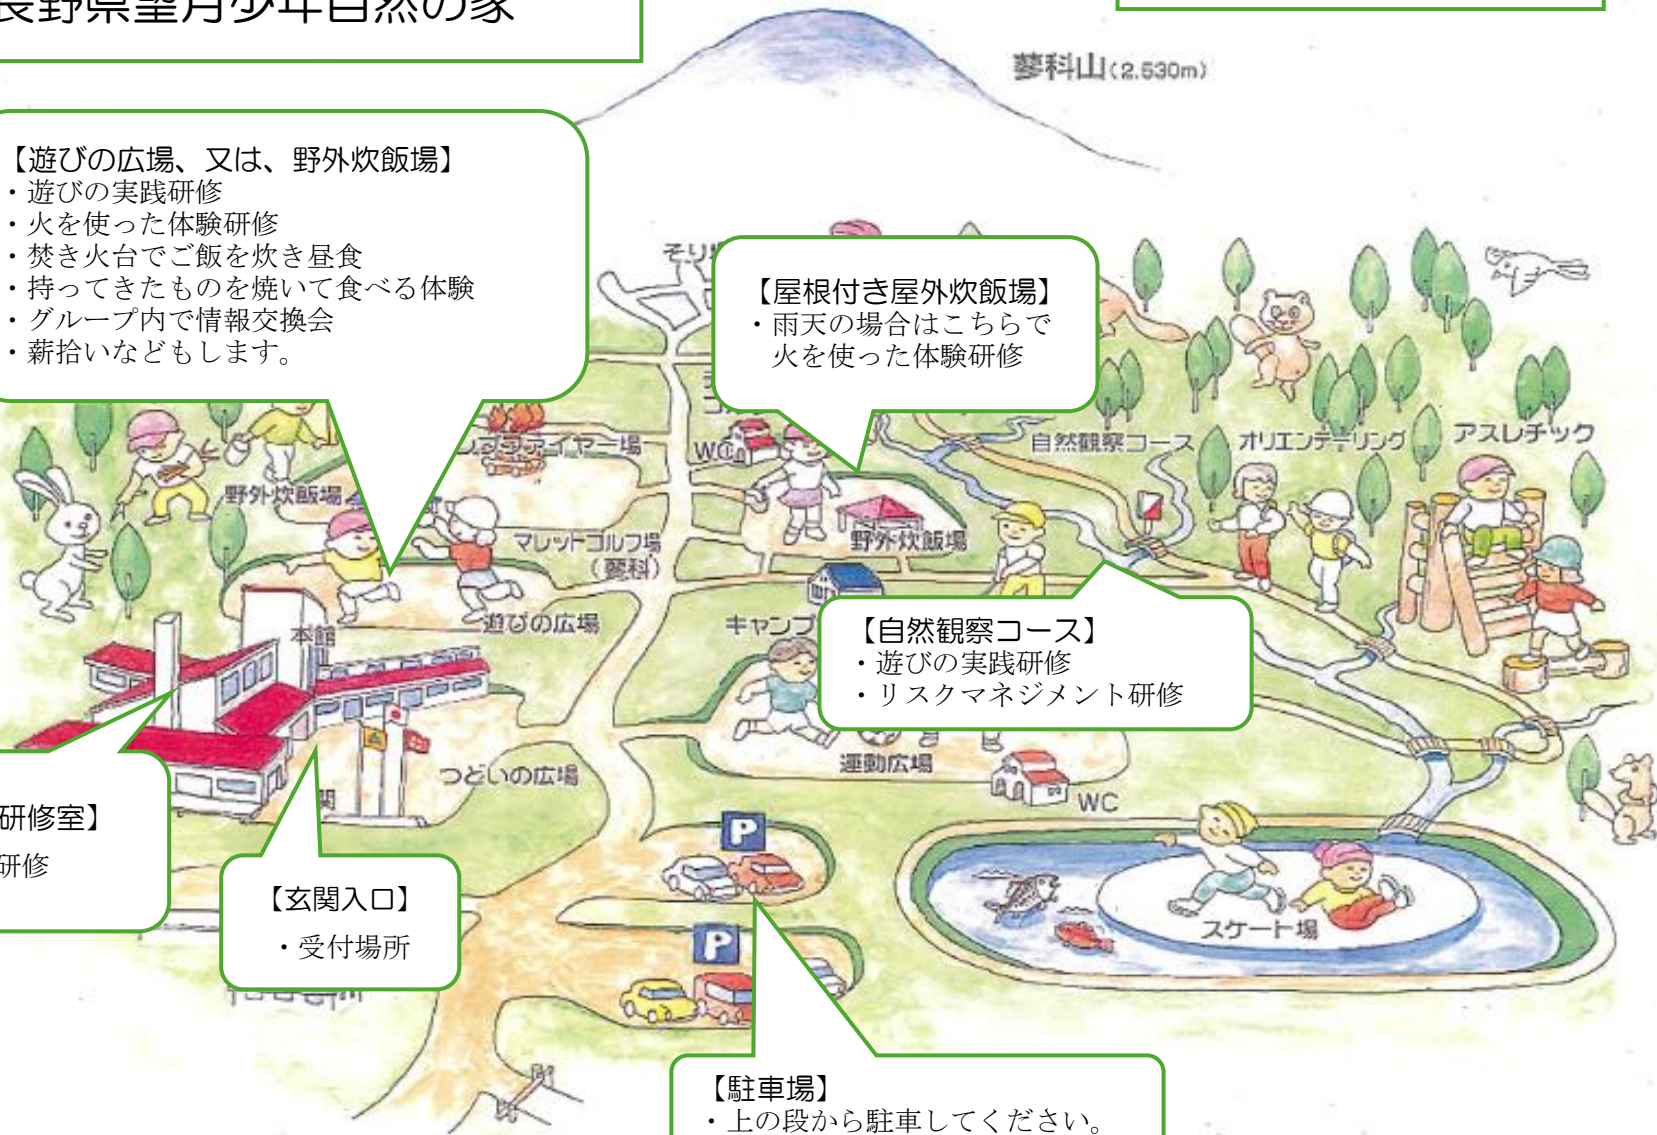 長野県望月少年自然の家
蓼科山(2,530m)
【遊びの広場、又は、野外炊飯場】
・遊びの実践研修
・火を使った体験研修
・焚き火台でご飯を炊き昼食
・持ってきたものを焼いて食べる体験
・グループ内で情報交換会
・薪拾いなどもします。
そり
【屋根付き屋外炊飯場】
・雨天の場合はこちらで
火を使った体験研修
ファイヤー場
WC
自然観察コース
オリエンテーリング
アスレチック
野外炊飯場
マレットゴルフ場
(蓼科)
野外炊飯場
本館
遊びの広場
キャンプ
【自然観察コース】
・遊びの実践研修
・リスクマネジメント研修
つどいの広場
運動広場
WC
関
研修室】
研修
【玄関入口】
・受付場所
P
P
スケート場
【駐車場】
・上の段から駐車してください。